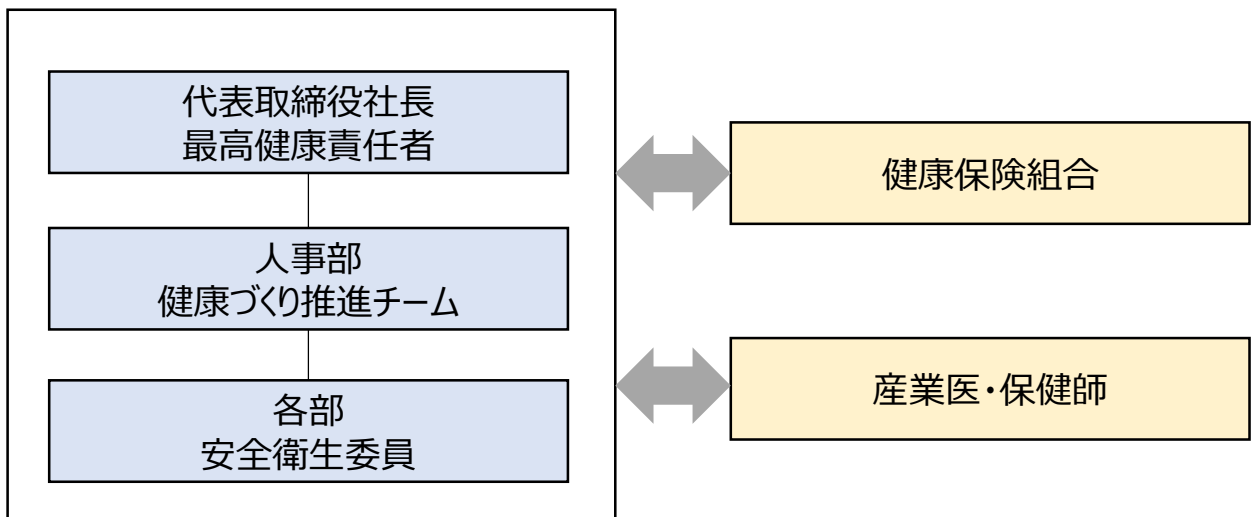 代表取締役社長
最高健康責任者
人事部
健康づくり推進チーム
各部
安全衛生委員
健康保険組合
産業医・保健師